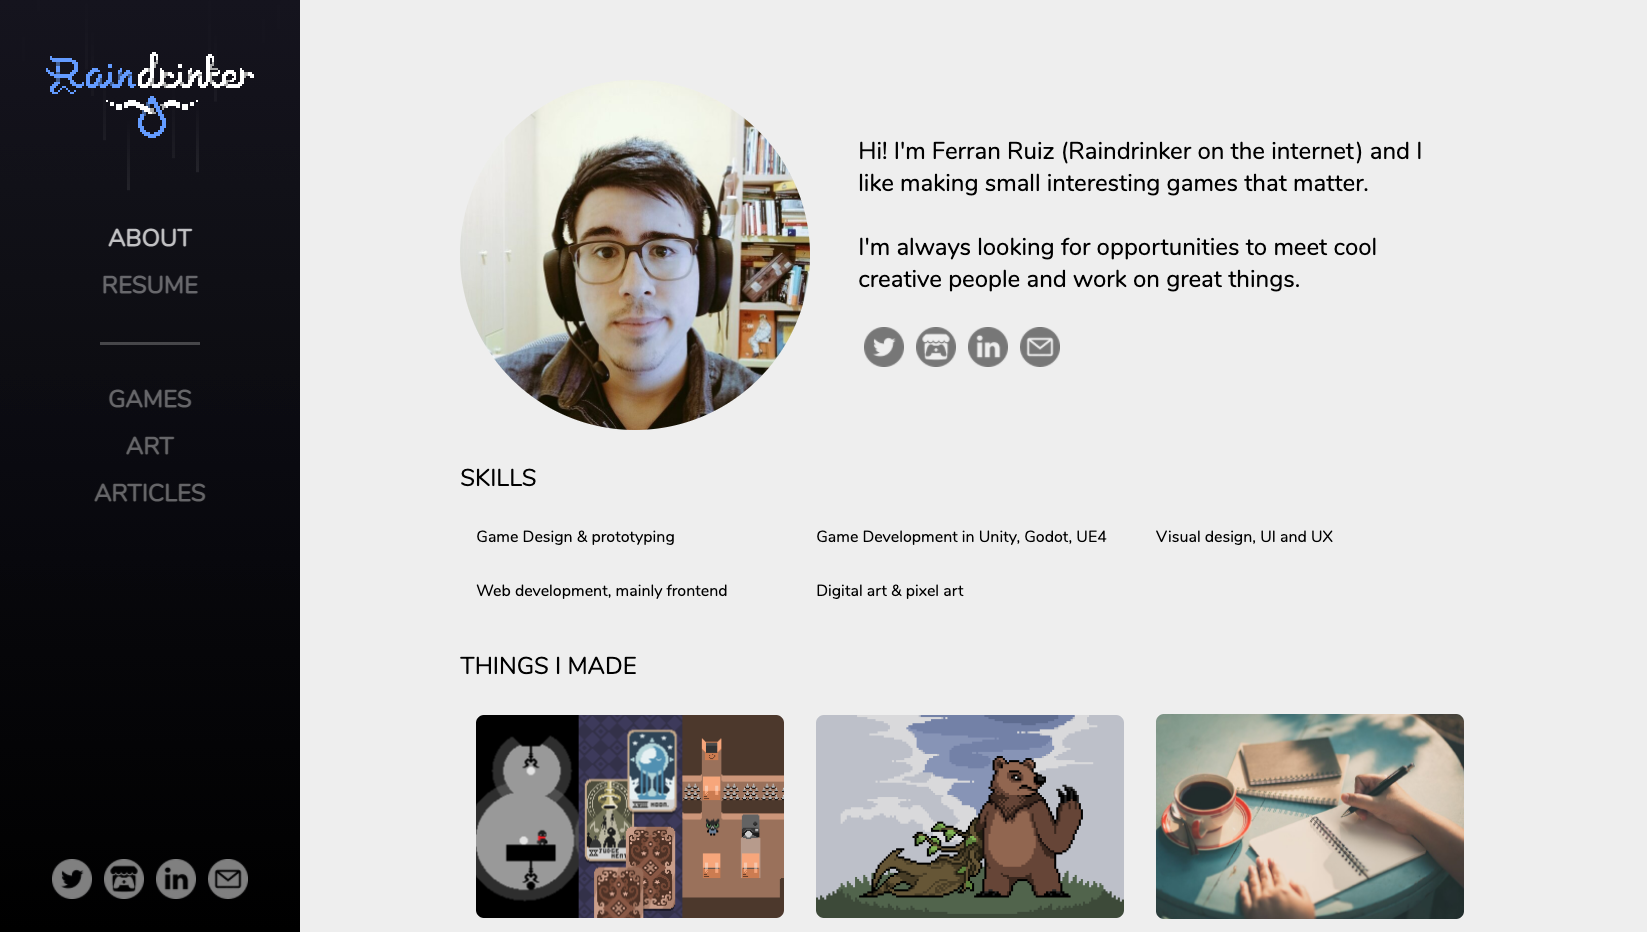 Raindrinker
ABOUT
RESUME
GAMES
ART
ARTICLES
Hi! I'm Ferran Ruiz (Raindrinker on the internet) and I
like making small interesting games that matter.
I'm always looking for opportunities to meet cool
creative people and work on great things.
in
SKILLS
Game Design & prototyping
Game Development in Unity, Godot, UE4
Visual design, UI and UX
Web development, mainly frontend
Digital art & pixel art
THINGS I MADE
MOON.
in